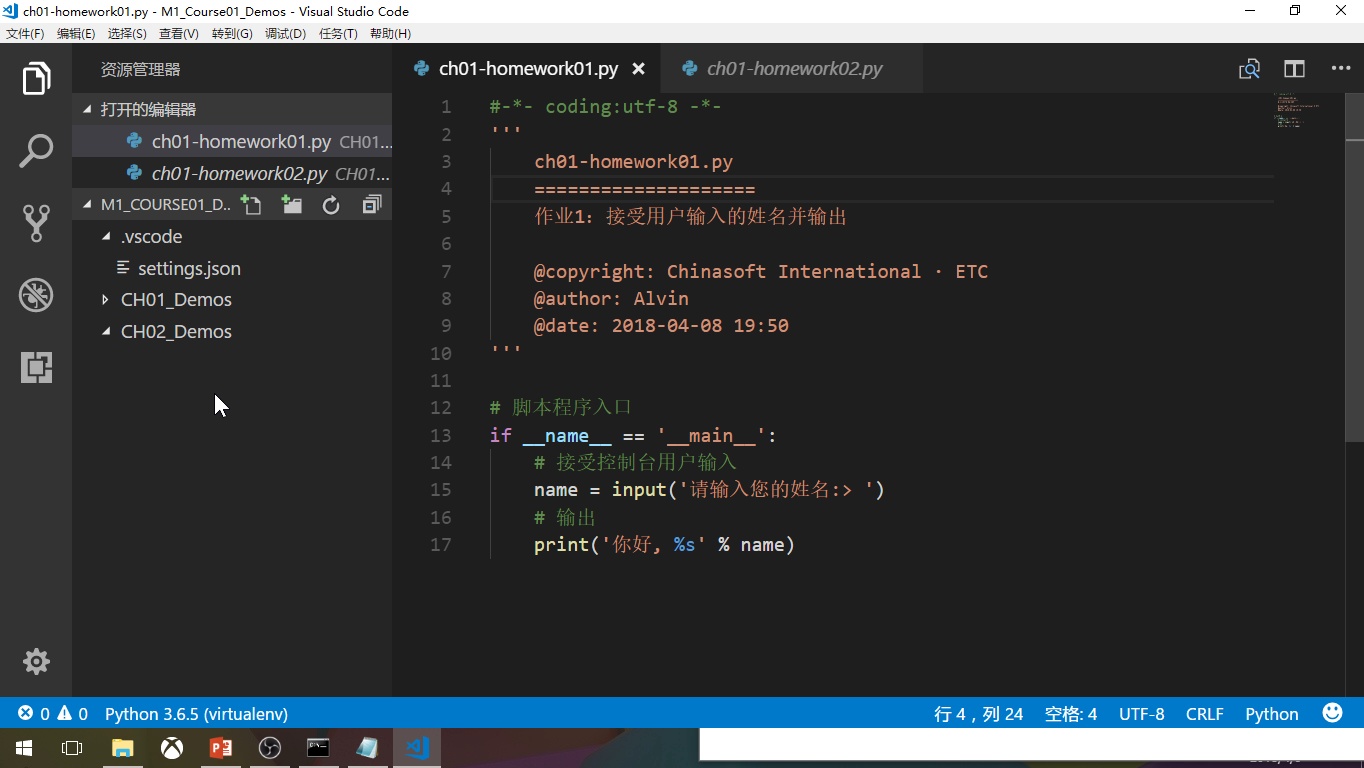 ch01-homework01.py - M1_Course01_Demos - Visual Studio Code
文件(F) 编辑(E) 选择(S) 查看(V) 转到(G) 调试(D) 任务(T) 帮助(H)
资源管理器
打开的编辑器
ch01-homework01.py CH01...
ch01-homework02.py CH01...
M1_COURSE01_D..
.vscode
settings.json
CH01_Demos
CH02_Demos
ch01-homework01.py ch01-homework02.py
1 #-*- coding:utf-8 -*-
2 '''
3 ch01-homework01.py
4 ====================
5 作业1: 接受用户输入的姓名并输出
6
7 @copyright: Chinasoft International · ETC
8 @author: Alvin
9 @date: 2018-04-08 19:50
10 '''
11
12 # 脚本程序入口
13 if __name__ == '__main__':
14 # 接受控制台用户输入
15 name = input('请输入您的姓名:> ')
16 # 输出
17 print('你好, %s' % name)
0 0 Python 3.6.5 (virtualenv) 行 4，列 24 空格: 4 UTF-8 CRLF Python